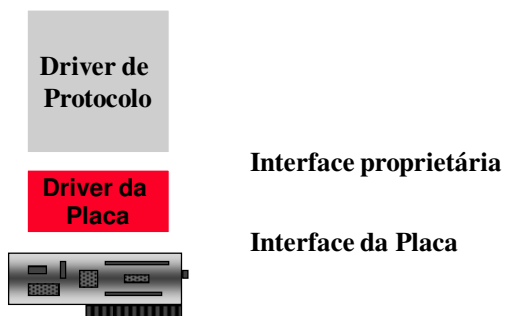 Driver de
Protocolo
Interface proprietária
Driver da
Placa
Interface da Placa